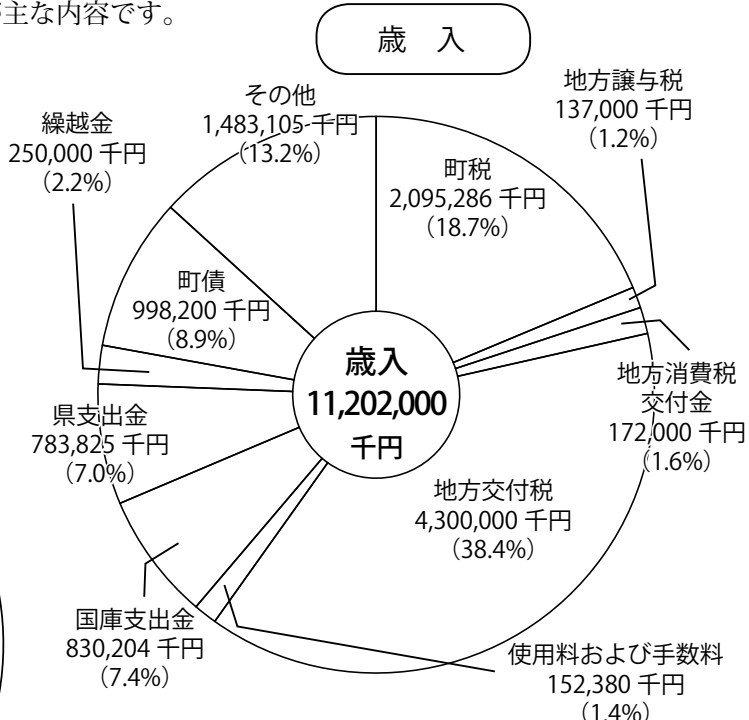 が主な内容です。
歳　入
地方譲与税
137,000 千円
（1.2%）
町税
2,095,286 千円
（18.7%）
その他
1,483,105 千円
（13.2%）
繰越金
250,000 千円
（2.2%）
町債
998,200 千円
（8.9%）
歳入
11,202,000
千円
地方消費税
交付金
172,000 千円
（1.6%）
県支出金
783,825 千円
（7.0%）
地方交付税
4,300,000 千円
（38.4%）
国庫支出金
830,204 千円
（7.4%）
使用料および手数料
152,380 千円
（1.4%）